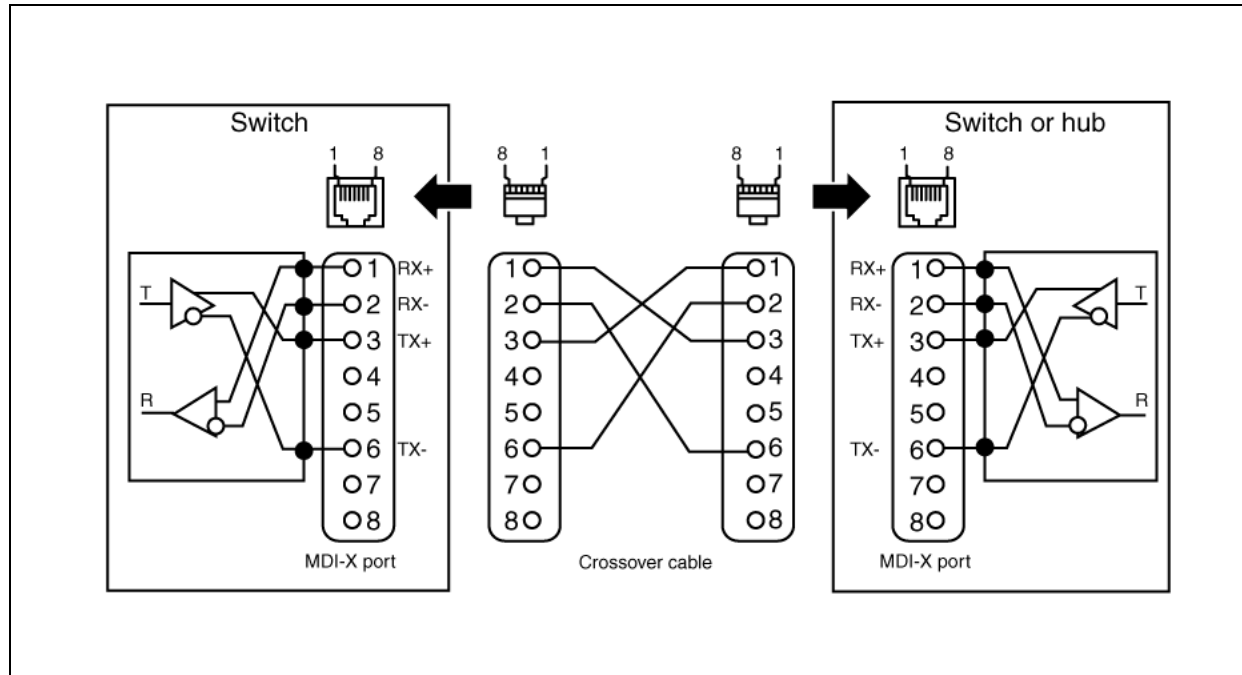 Switch
Switch or hub
1 8
8 1
8 1
1 8
T
R
1 RX+
2 RX-
3 TX+
4
5
6 TX-
7
8
MDI-X port
1
2
3
4
5
6
7
8
Crossover cable
1
2
3
4
5
6
7
8
RX+ 1
RX- 2
TX+ 3
4
5
TX- 6
7
8
MDI-X port
T
R